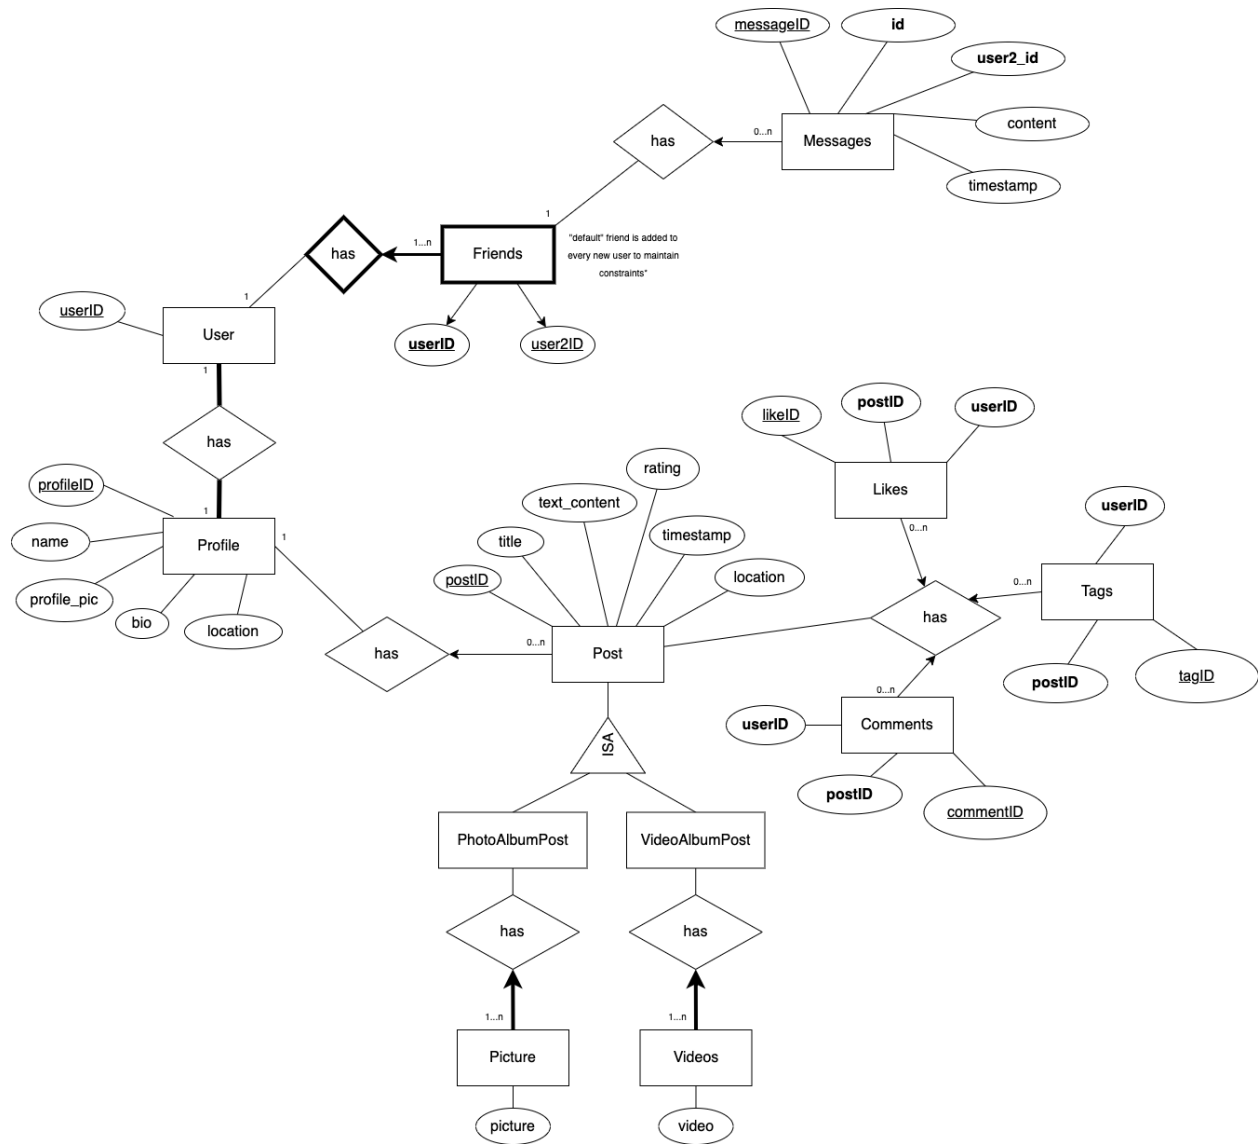 messageID
id
user2_id
content
timestamp
Messages
0...n
has
1
"default" friend is added to
every new user to maintain
constraints"
Friends
1...n
has
1
userID
user2ID
userID
User
1
has
1
profileID
name
profile_pic
bio
location
Profile
1
has
0...n
postID
title
text_content
rating
timestamp
location
Post
likeID
postID
userID
Likes
0...n
has
userID
0...n
Tags
postID
tagID
0...n
Comments
userID
postID
commentID
ISA
PhotoAlbumPost
VideoAlbumPost
has
has
1...n
1...n
Picture
Videos
picture
video